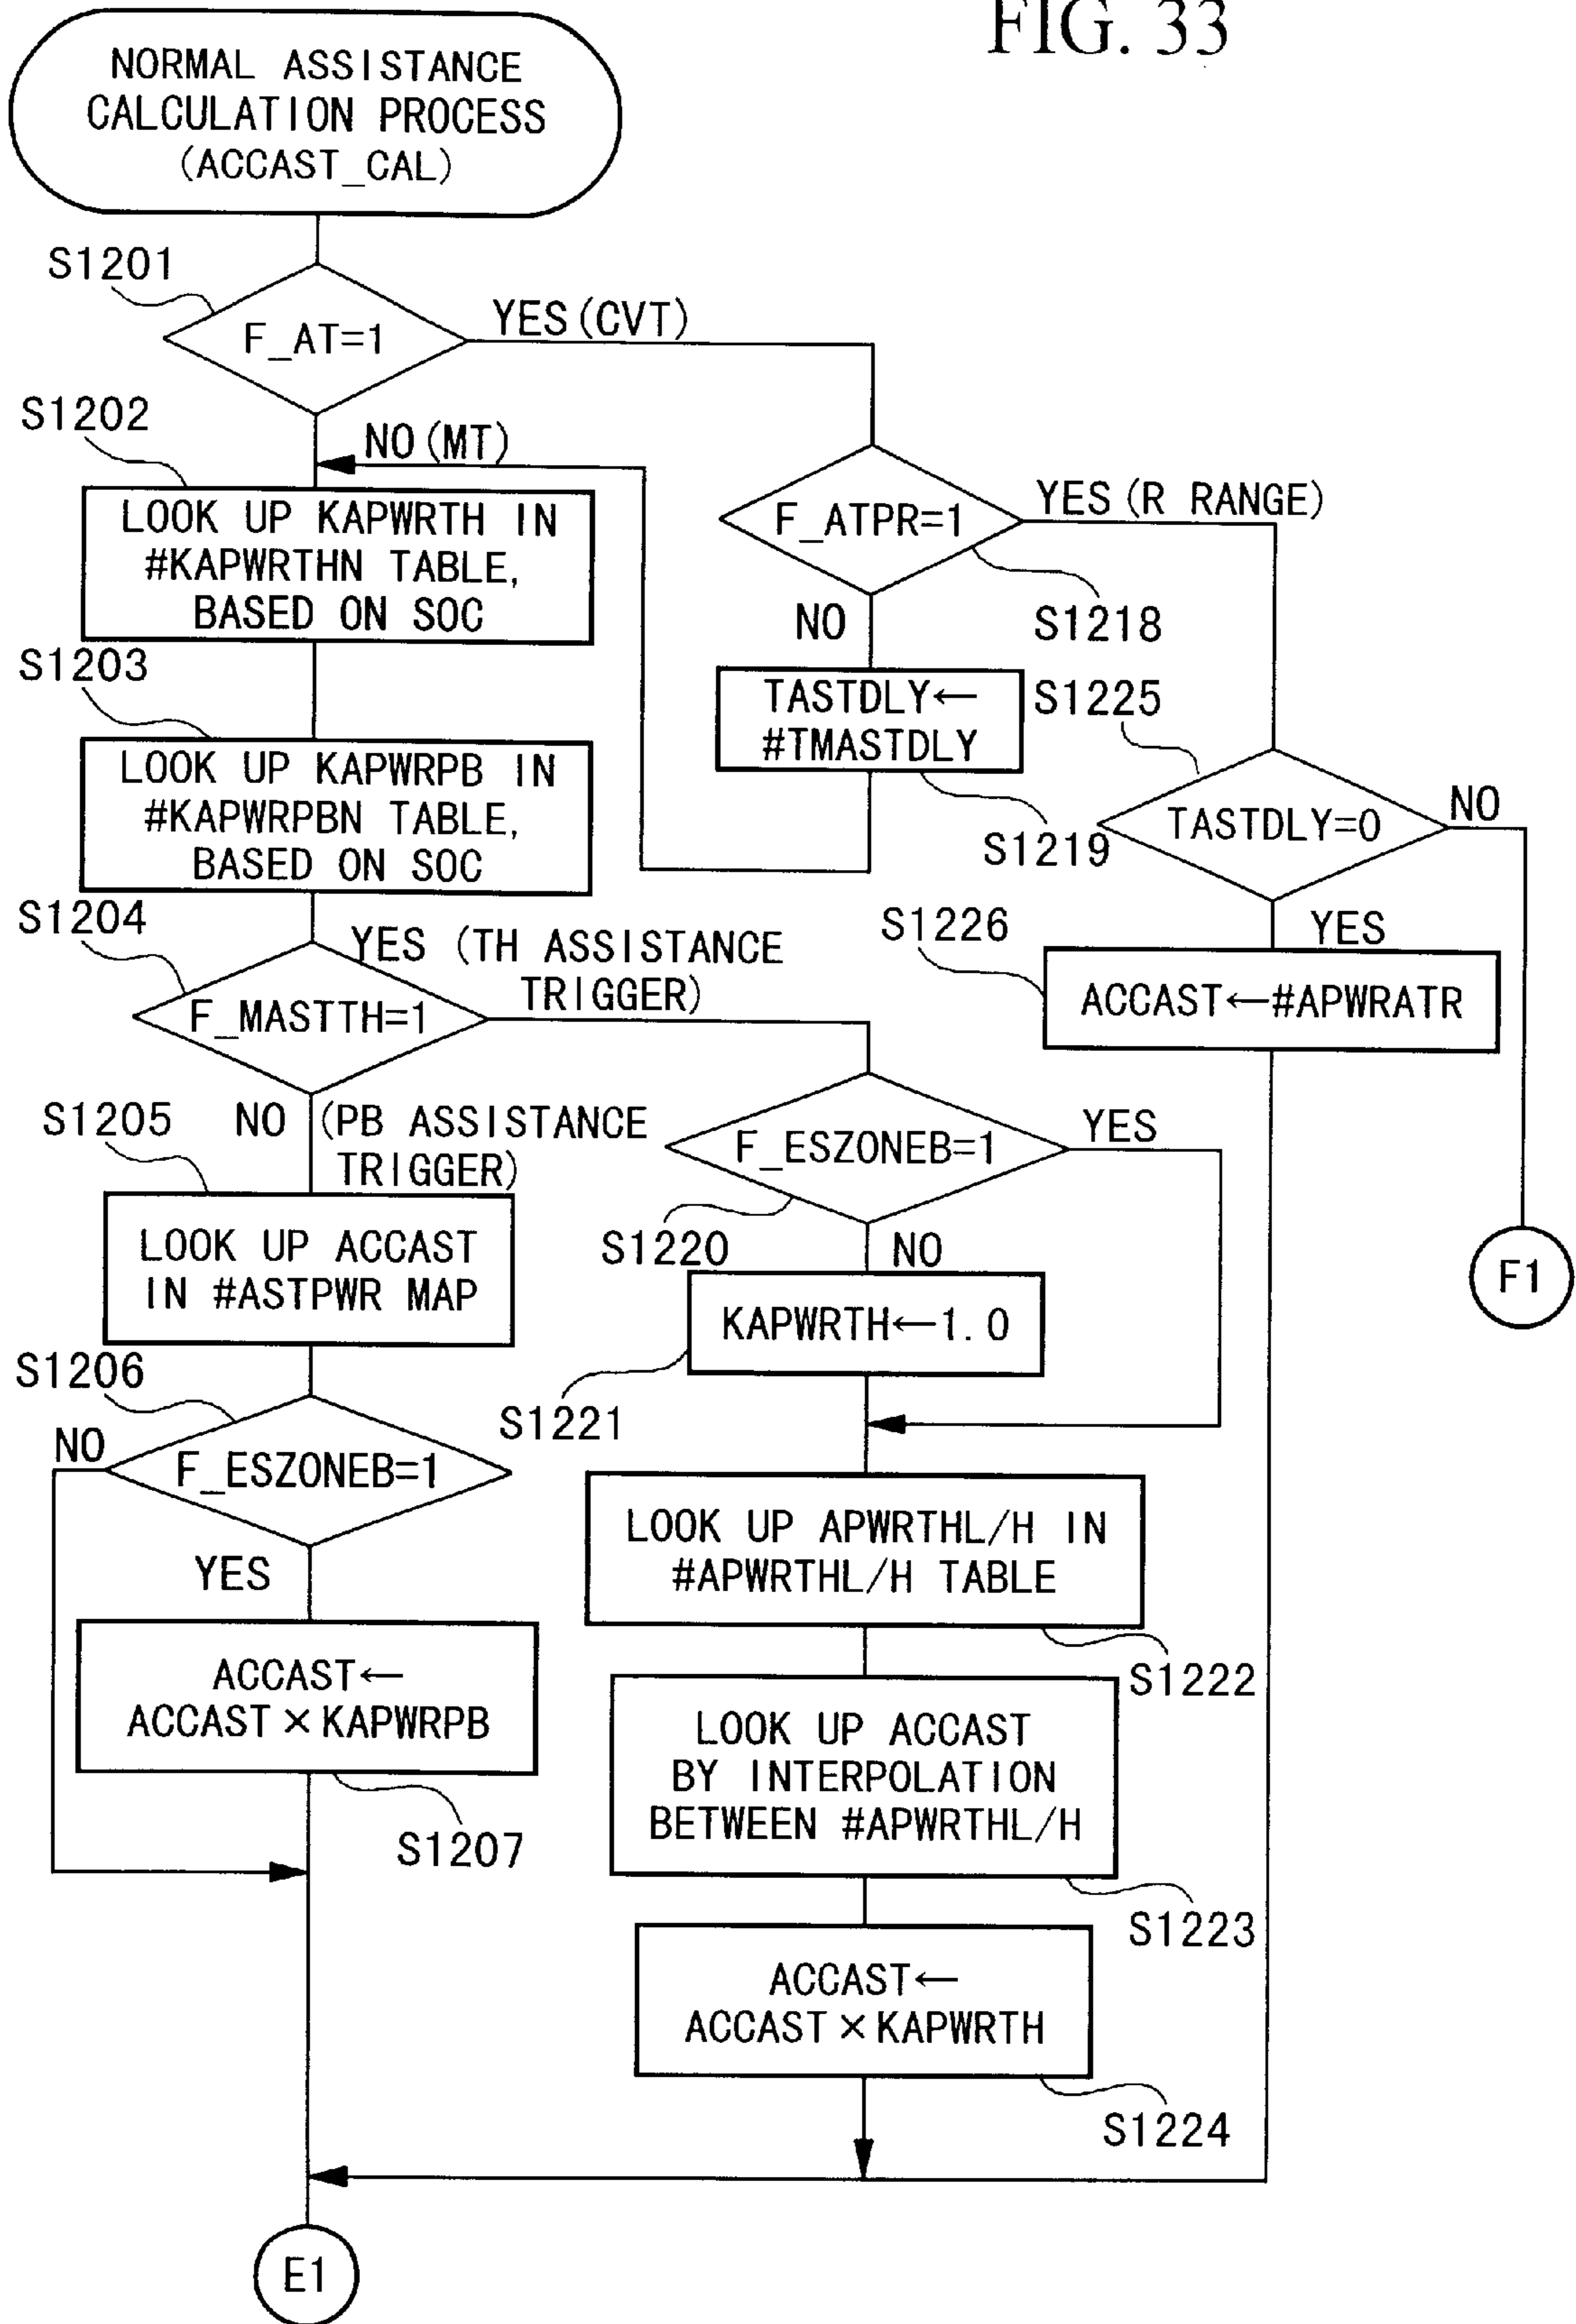 FIG. 33
NORMAL ASSISTANCE
CALCULATION PROCESS
(ACCAST_CAL)
S1201
F_AT=1
YES (CVT)
S1202
NO (MT)
LOOK UP KAPWRTH IN
#KAPWRTHN TABLE,
BASED ON SOC
F_ATPR=1
YES (R RANGE)
S1218
NO
S1203
TASTDLY←
#TMASTDLY
S1225
LOOK UP KAPWRPB IN
#KAPWRPBN TABLE,
BASED ON SOC
S1219
TASTDLY=0
NO
S1204
YES (TH ASSISTANCE
TRIGGER)
F_MASTTH=1
S1226
YES
ACCAST←#APWRATR
S1205
NO (PB ASSISTANCE
TRIGGER)
F_ESZONEB=1
YES
S1220
NO
F1
LOOK UP ACCAST
IN #ASTPWR MAP
KAPWRTH←1.0
S1221
S1206
NO
F_ESZONEB=1
YES
LOOK UP APWRTHL/H IN
#APWRTHL/H TABLE
S1222
ACCAST←
ACCAST×KAPWRPB
S1207
LOOK UP ACCAST
BY INTERPOLATION
BETWEEN #APWRTHL/H
S1223
ACCAST←
ACCAST×KAPWRTH
S1224
E1